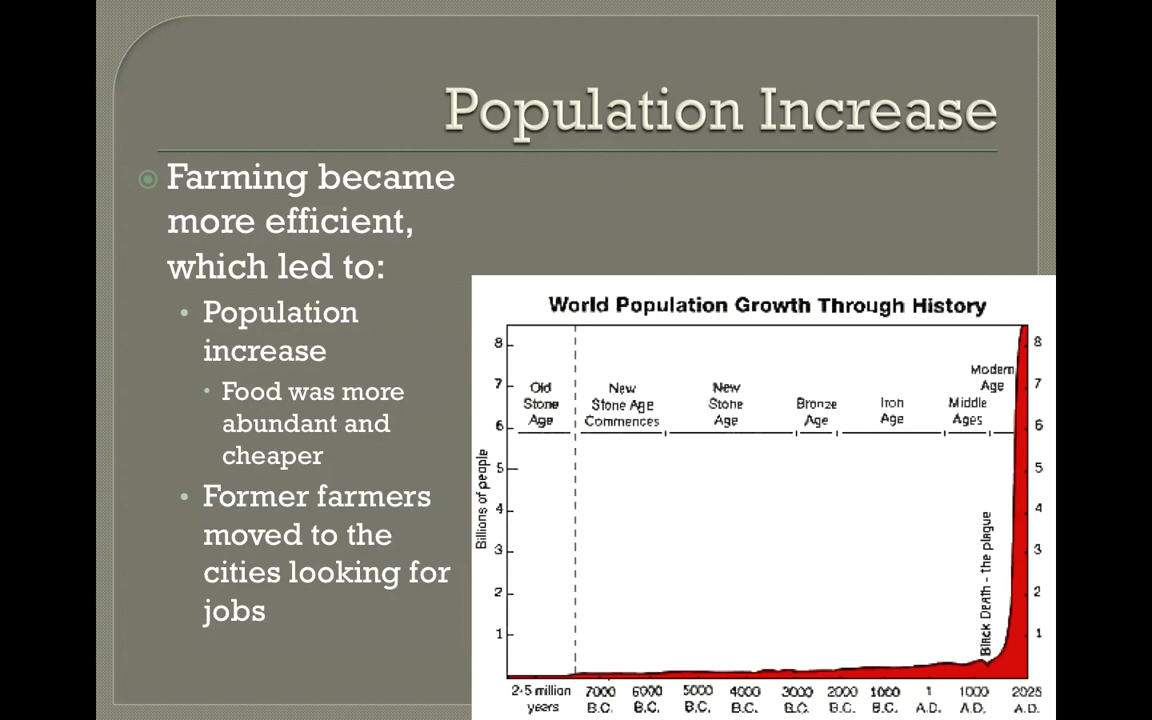 Population Increase
Farming became
more efficient,
which led to:
Population
increase
Food was more
abundant and
cheaper
Former farmers
moved to the
cities looking for
jobs
World Population Growth Through History
8
7
6
5
4
3
2
1
Billions of people
Old
Stone
Age
New
Stone Age
Commences
New
Stone
Age
Bronze
Age
Iron
Age
Middle
Ages
Modern
Age
Black Death - the plague
8
7
6
5
4
3
2
1
2-5 million
years
7000
B.C.
6000
B.C.
5000
B.C.
4000
B.C.
3000
B.C.
2000
B.C.
1000
B.C.
1
A.D.
1000
A.D.
2025
A.D.